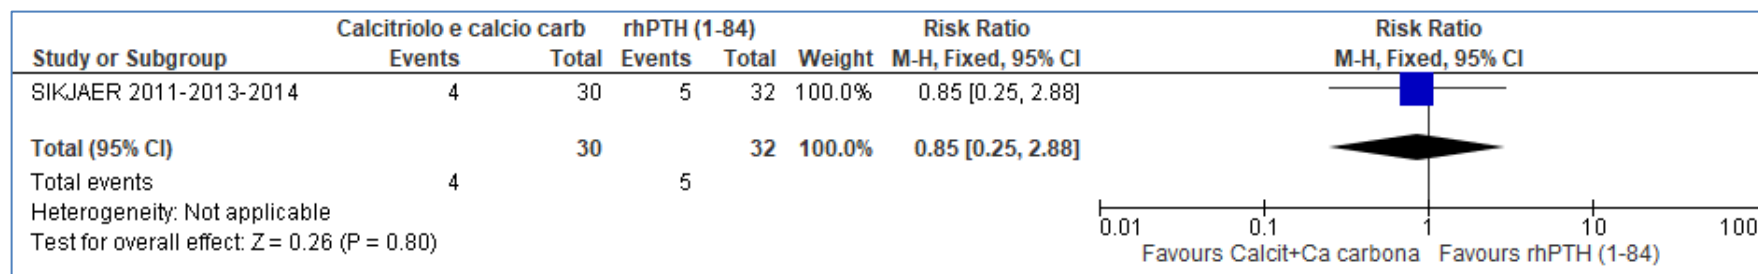 Calcitriolo e calcio carb rhPTH (1-84) Risk Ratio Risk Ratio
Study or Subgroup Events Total Events Total Weight M-H, Fixed, 95% CI M-H, Fixed, 95% CI
SIKJAER 2011-2013-2014 4 30 5 32 100.0% 0.85 [0.25, 2.88]
Total (95% CI) 30 32 100.0% 0.85 [0.25, 2.88]
Total events 4 5
Heterogeneity: Not applicable
Test for overall effect: Z = 0.26 (P = 0.80)
0.01 0.1 1 10 100
Favours Calcit+Ca carbona Favours rhPTH (1-84)